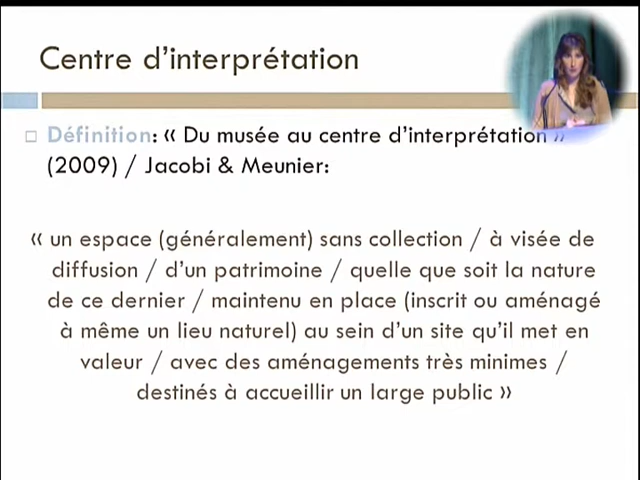 Centre d’interprétation
Définition: « Du musée au centre d’interprétation »
(2009) / Jacobi & Meunier:
« un espace (généralement) sans collection / à visée de
diffusion / d’un patrimoine / quelle que soit la nature
de ce dernier / maintenu en place (inscrit ou aménagé
à même un lieu naturel) au sein d’un site qu’il met en
valeur / avec des aménagements très minimes /
destinés à accueillir un large public »